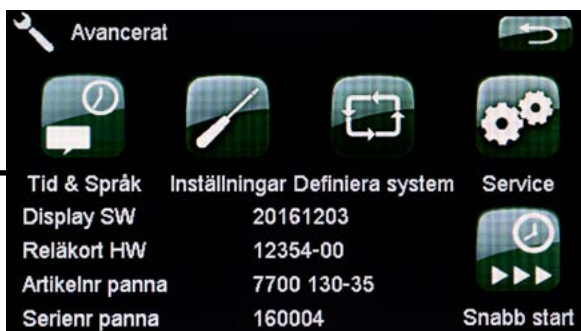 Avancerat
Tid & Språk Inställningar Definiera system Service
Display SW 20161203
Reläkort HW 12354-00
Artikelnr panna 7700 130-35
Serienr panna 160004 Snabb start